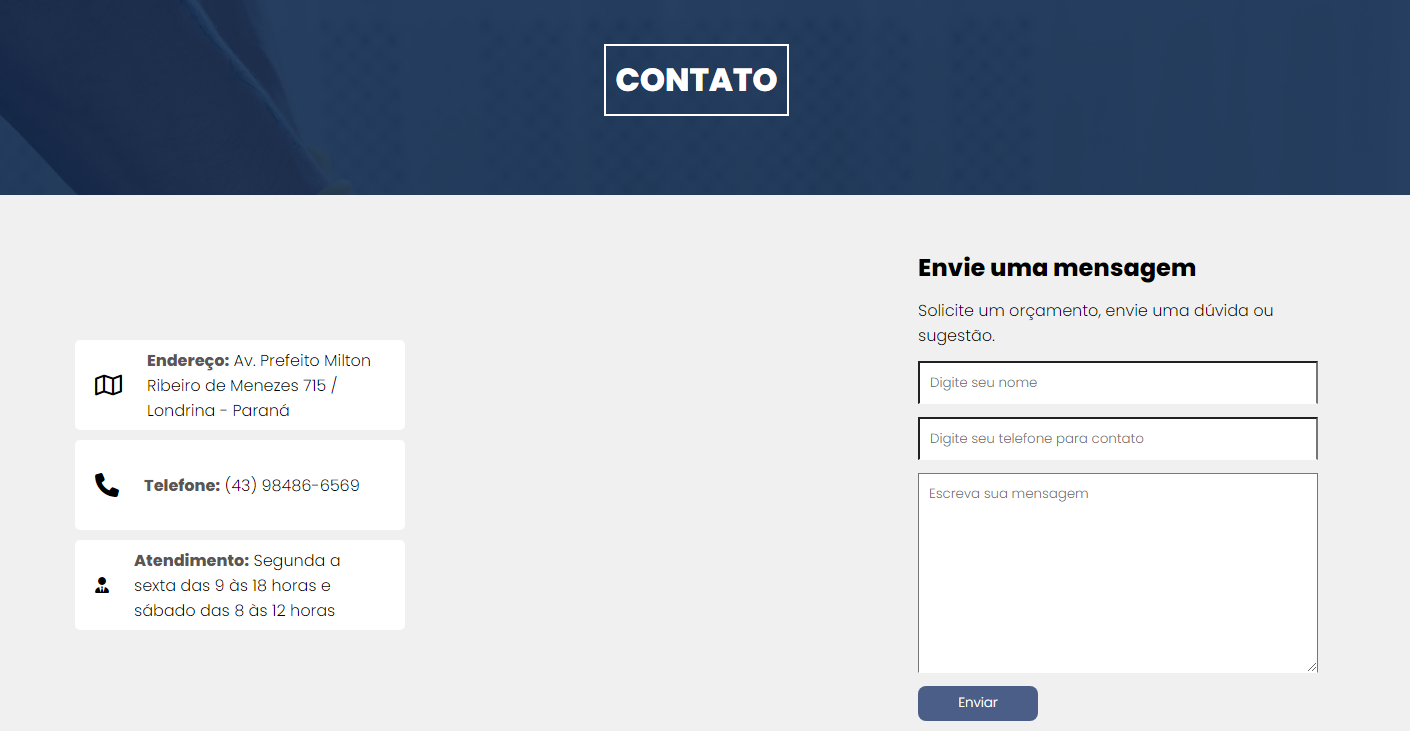 CONTATO
Endereço: Av. Prefeito Milton
Ribeiro de Menezes 715 /
Londrina - Paraná
Telefone: (43) 98486-6569
Atendimento: Segunda a
sexta das 9 às 18 horas e
sábado das 8 às 12 horas
Envie uma mensagem
Solicite um orçamento, envie uma dúvida ou
sugestão.
Digite seu nome
Digite seu telefone para contato
Escreva sua mensagem
Enviar